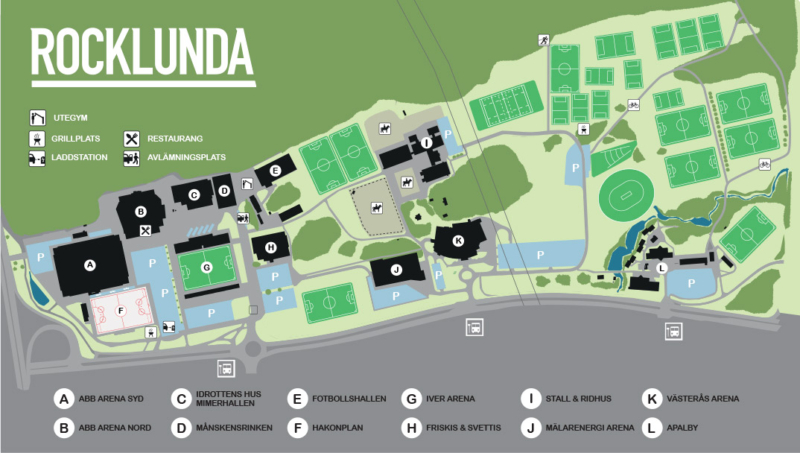 ROCKLUNDA
UTEGYM
GRILLPLATS
RESTAURANG
LADDSTATION
AVLÄMNINGSPLATS
P
P
P
P
P
P
P
P
P
P
P
P
A
B
C
D
E
F
G
H
I
J
K
L
A ABB ARENA SYD
C IDROTTENS HUS
MIMERHALLEN
E FOTBOLLSHALLEN
G IVER ARENA
I STALL & RIDHUS
K VÄSTERÅS ARENA
B ABB ARENA NORD
D MÅNSKENSRINKEN
F HAKONPLAN
H FRISKIS & SVETTIS
J MÄLARENERGI ARENA
L APALBY